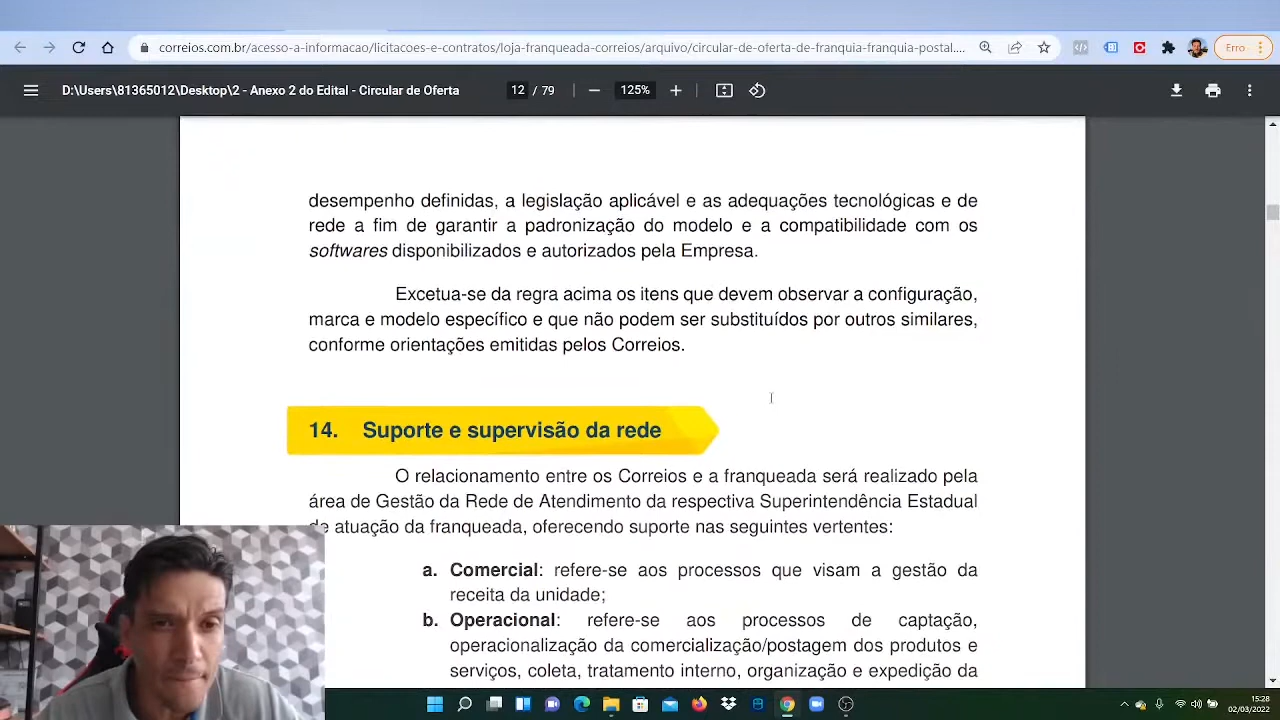 correios.com.br/acesso-a-informacao/licitacoes-e-contratos/loja-franqueada-correios/arquivo/circular-de-oferta-de-franquia-franquia-postal....
Erro
D:\Users\81365012\Desktop\2 - Anexo 2 do Edital - Circular de Oferta
12 / 79
125%
desempenho definidas, a legislação aplicável e as adequações tecnológicas e de
rede a fim de garantir a padronização do modelo e a compatibilidade com os
softwares disponibilizados e autorizados pela Empresa.
Excetua-se da regra acima os itens que devem observar a configuração,
marca e modelo específico e que não podem ser substituídos por outros similares,
conforme orientações emitidas pelos Correios.
14. Suporte e supervisão da rede
O relacionamento entre os Correios e a franqueada será realizado pela
área de Gestão da Rede de Atendimento da respectiva Superintendência Estadual
de atuação da franqueada, oferecendo suporte nas seguintes vertentes:
a. Comercial: refere-se aos processos que visam a gestão da
receita da unidade;
b. Operacional: refere-se aos processos de captação,
operacionalização da comercialização/postagem dos produtos e
serviços, coleta, tratamento interno, organização e expedição da
15:28
02/03/2022